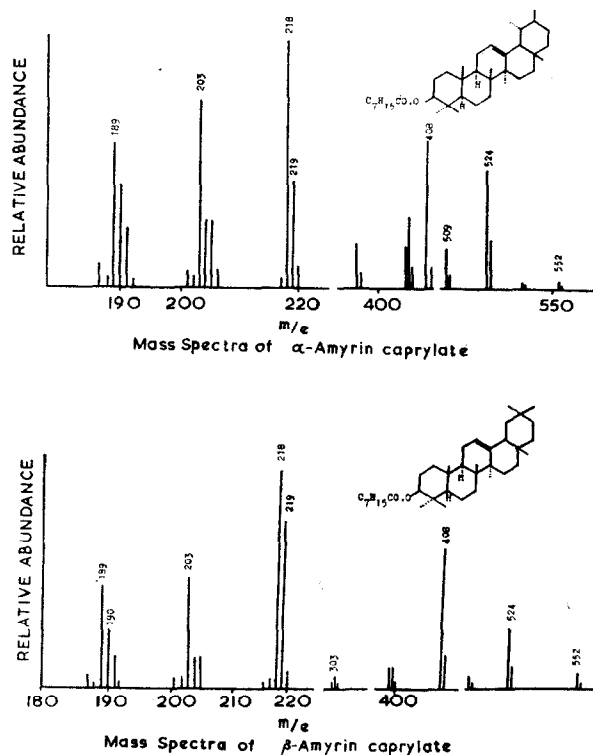 RELATIVE ABUNDANCE
189
203
218
219
C7H15CO.O
H
H
408
509
524
552
190
200
220
400
550
m/e
Mass Spectra of α-Amyrin caprylate
RELATIVE ABUNDANCE
C7H15CO.O
H
H
189
190
203
218
219
303
408
524
552
180
190
200
210
220
400
m/e
Mass Spectra of β-Amyrin caprylate